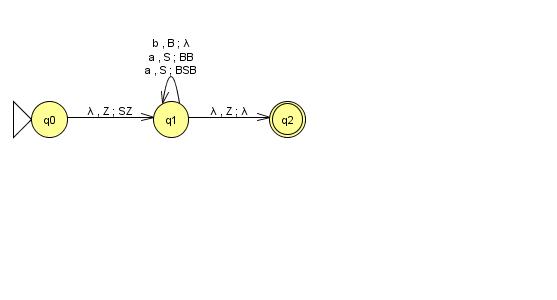 b , B ; λ
a , S ; BB
a , S ; BSB
q0
λ , Z ; SZ
q1
λ , Z ; λ
q2